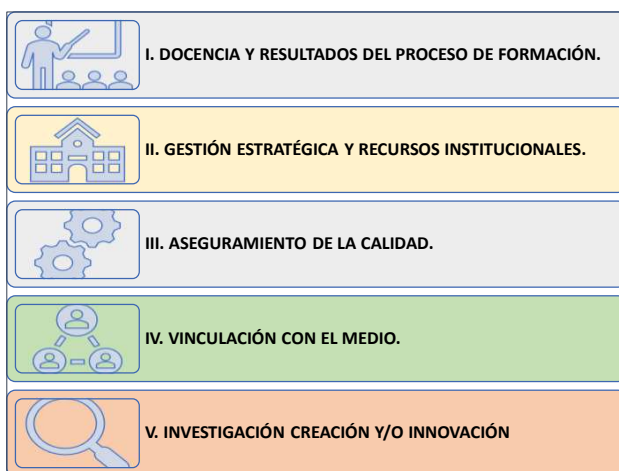 I. DOCENCIA Y RESULTADOS DEL PROCESO DE FORMACIÓN.
II. GESTIÓN ESTRATÉGICA Y RECURSOS INSTITUCIONALES.
III. ASEGURAMIENTO DE LA CALIDAD.
IV. VINCULACIÓN CON EL MEDIO.
V. INVESTIGACIÓN CREACIÓN Y/O INNOVACIÓN